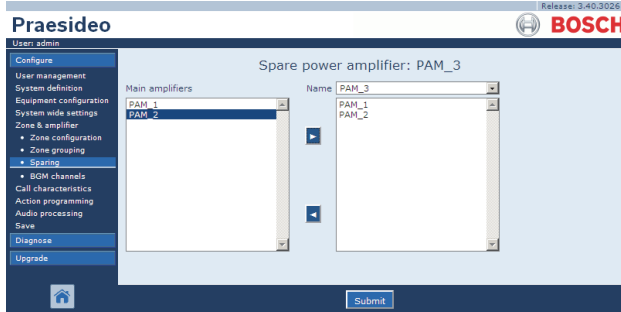 Release: 3.40.3026
Praesideo
BOSCH
User: admin
Configure
User management
System definition
Equipment configuration
System wide settings
Zone & amplifier
• Zone configuration
• Zone grouping
• Sparing
• BGM channels
Call characteristics
Action programming
Audio processing
Save
Diagnose
Upgrade
Spare power amplifier: PAM_3
Main amplifiers
PAM_1
PAM_2
Name PAM_3
PAM_1
PAM_2
Submit